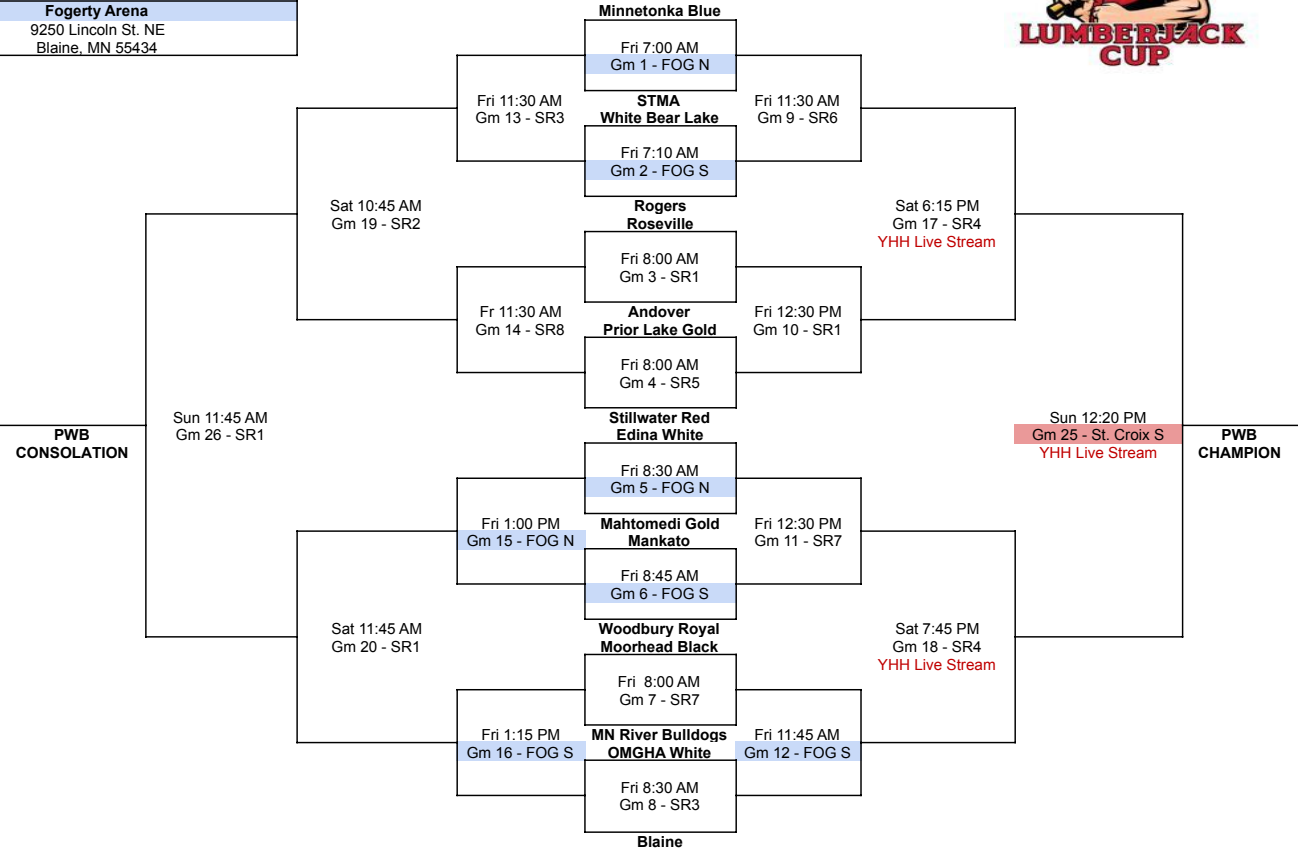 Fogerty Arena
9250 Lincoln St. NE
Blaine, MN 55434
LUMBERJACK
CUP
Minnetonka Blue
Fri 7:00 AM
Gm 1 - FOG N
STMA
White Bear Lake
Fri 11:30 AM
Gm 13 - SR3
Fri 11:30 AM
Gm 9 - SR6
Fri 7:10 AM
Gm 2 - FOG S
Rogers
Roseville
Sat 10:45 AM
Gm 19 - SR2
Sat 6:15 PM
Gm 17 - SR4
YHH Live Stream
Fri 8:00 AM
Gm 3 - SR1
Andover
Prior Lake Gold
Fr 11:30 AM
Gm 14 - SR8
Fri 12:30 PM
Gm 10 - SR1
Fri 8:00 AM
Gm 4 - SR5
Stillwater Red
Edina White
PWB
CONSOLATION
Sun 11:45 AM
Gm 26 - SR1
Sun 12:20 PM
Gm 25 - St. Croix S
YHH Live Stream
PWB
CHAMPION
Fri 8:30 AM
Gm 5 - FOG N
Mahtomedi Gold
Mankato
Fri 1:00 PM
Gm 15 - FOG N
Fri 12:30 PM
Gm 11 - SR7
Fri 8:45 AM
Gm 6 - FOG S
Woodbury Royal
Moorhead Black
Sat 11:45 AM
Gm 20 - SR1
Sat 7:45 PM
Gm 18 - SR4
YHH Live Stream
Fri 8:00 AM
Gm 7 - SR7
MN River Bulldogs
OMGHA White
Fri 1:15 PM
Gm 16 - FOG S
Fri 11:45 AM
Gm 12 - FOG S
Fri 8:30 AM
Gm 8 - SR3
Blaine